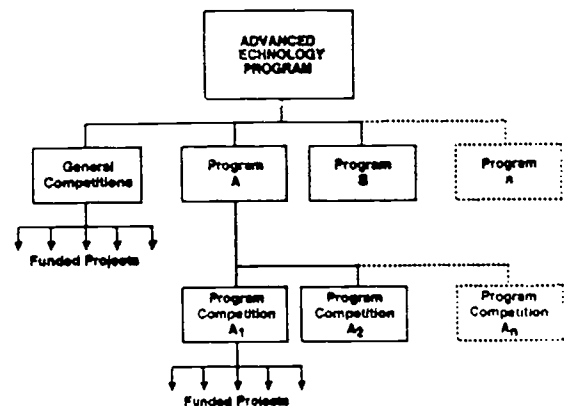 ADVANCED
TECHNOLOGY
PROGRAM
General
Competitions
Program
A
Program
B
Program
n
Funded Projects
Program
Competition
A1
Program
Competition
A2
Program
Competition
An
Funded Projects